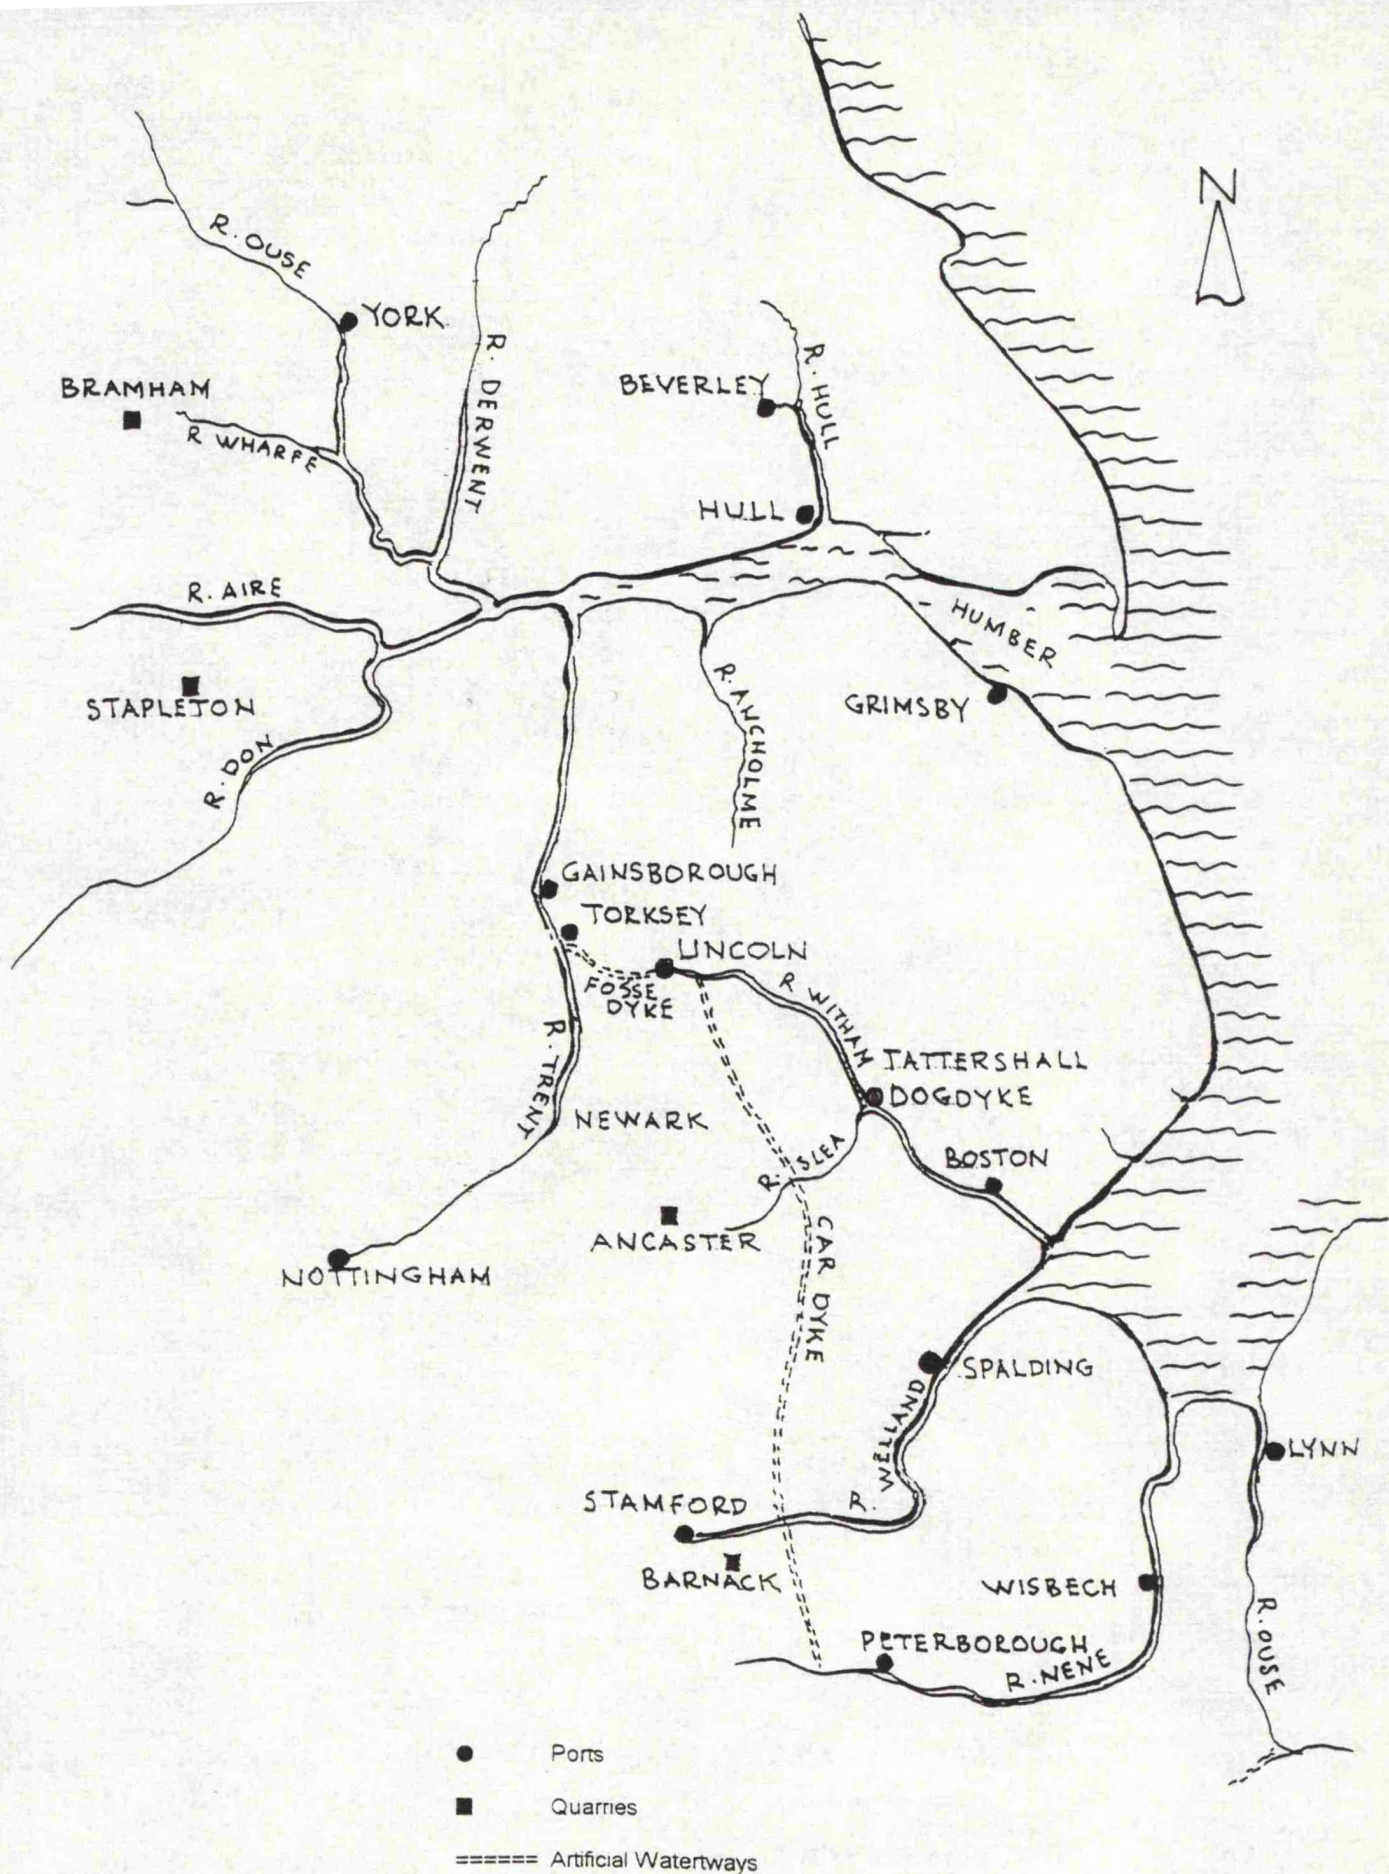 N
R. OUSE
YORK
R. DERWENT
BRAMHAM
R WHARFE
BEVERLEY
R. HULL
HULL
R. AIRE
HUMBER
STAPLETON
R. DON
R. ANCHOLME
GRIMSBY
GAINSBOROUGH
TORKSEY
LINCOLN
FOSSE
DYKE
R WITHAM
R. TRENT
TATTERSHALL
DOGDYKE
NEWARK
R. SLEA
BOSTON
ANCASTER
CAR DYKE
NOTTINGHAM
SPALDING
R. WELLAND
LYNN
STAMFORD
BARNACK
WISBECH
PETERBOROUGH
R. NENE
R. OUSE
Ports
Quarries
Artificial Watertways